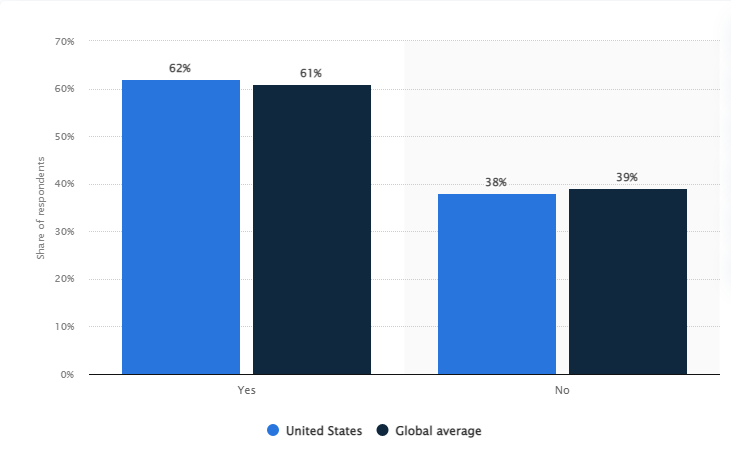 70%
60%
50%
40%
30%
20%
10%
0%
Share of respondents
62%
61%
38%
39%
Yes
No
United States
Global average